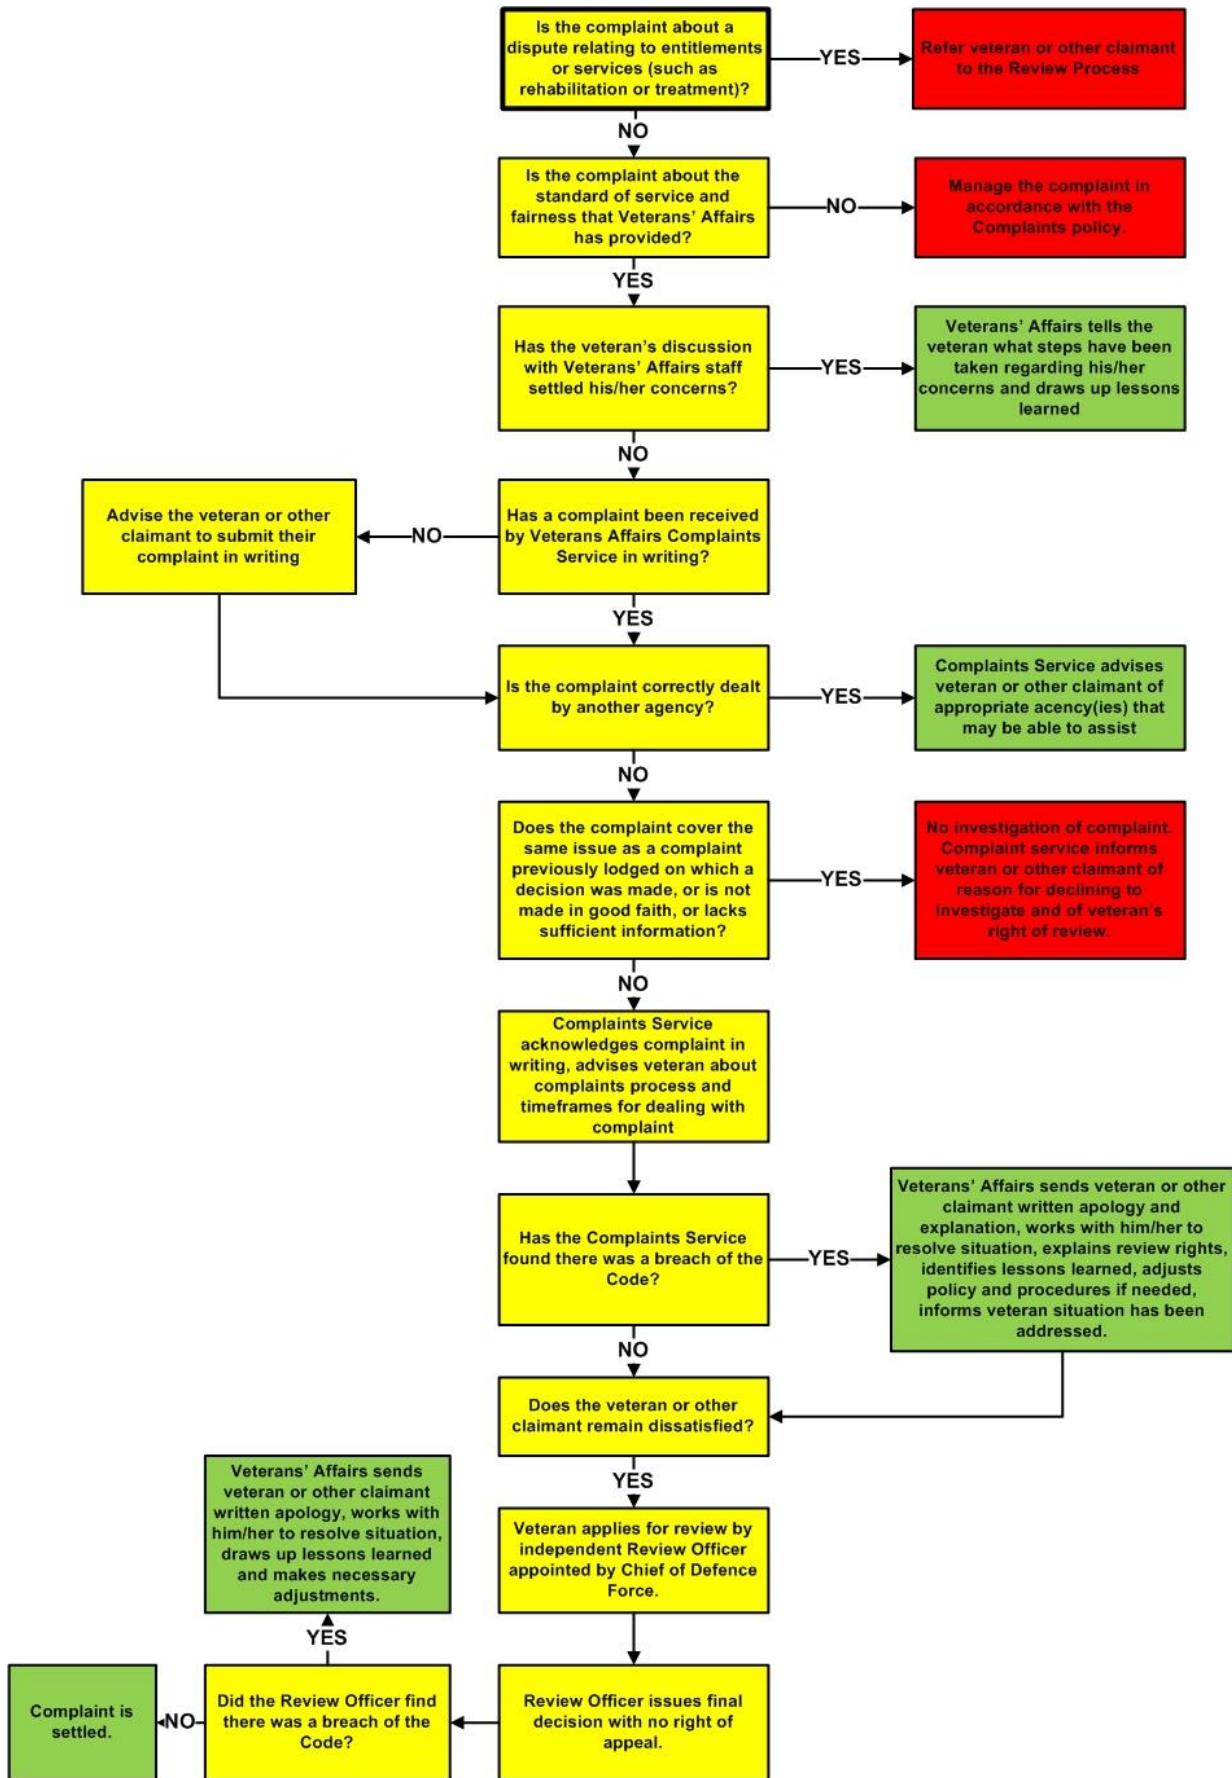 Is the complaint about a
dispute relating to entitlements
or services (such as
rehabilitation or treatment)?
YES
Refer veteran or other claimant
to the Review Process
NO
Is the complaint about the
standard of service and
fairness that Veterans' Affairs
has provided?
NO
Manage the complaint in
accordance with the
Complaints policy.
YES
Has the veteran's discussion
with Veterans' Affairs staff
settled his/her concerns?
YES
Veterans' Affairs tells the
veteran what steps have been
taken regarding his/her
concerns and draws up lessons
learned
NO
Has a complaint been received
by Veterans Affairs Complaints
Service in writing?
NO
Advise the veteran or other
claimant to submit their
complaint in writing
YES
Is the complaint correctly dealt
by another agency?
YES
Complaints Service advises
veteran or other claimant of
appropriate acency(ies) that
may be able to assist
NO
Does the complaint cover the
same issue as a complaint
previously lodged on which a
decision was made, or is not
made in good faith, or lacks
sufficient information?
YES
No investigation of complaint.
Complaint service informs
veteran or other claimant of
reason for declining to
investigate and of veteran's
right of review.
NO
Complaints Service
acknowledges complaint in
writing, advises veteran about
complaints process and
timeframes for dealing with
complaint
Has the Complaints Service
found there was a breach of the
Code?
YES
Veterans' Affairs sends veteran or other
claimant written apology and
explanation, works with him/her to
resolve situation, explains review rights,
identifies lessons learned, adjusts
policy and procedures if needed,
informs veteran situation has been
addressed.
NO
Does the veteran or other
claimant remain dissatisfied?
YES
Veteran applies for review by
independent Review Officer
appointed by Chief of Defence
Force.
Review Officer issues final
decision with no right of
appeal.
Did the Review Officer find
there was a breach of the
Code?
YES
Veterans' Affairs sends
veteran or other claimant
written apology, works with
him/her to resolve situation,
draws up lessons learned
and makes necessary
adjustments.
NO
Complaint is
settled.